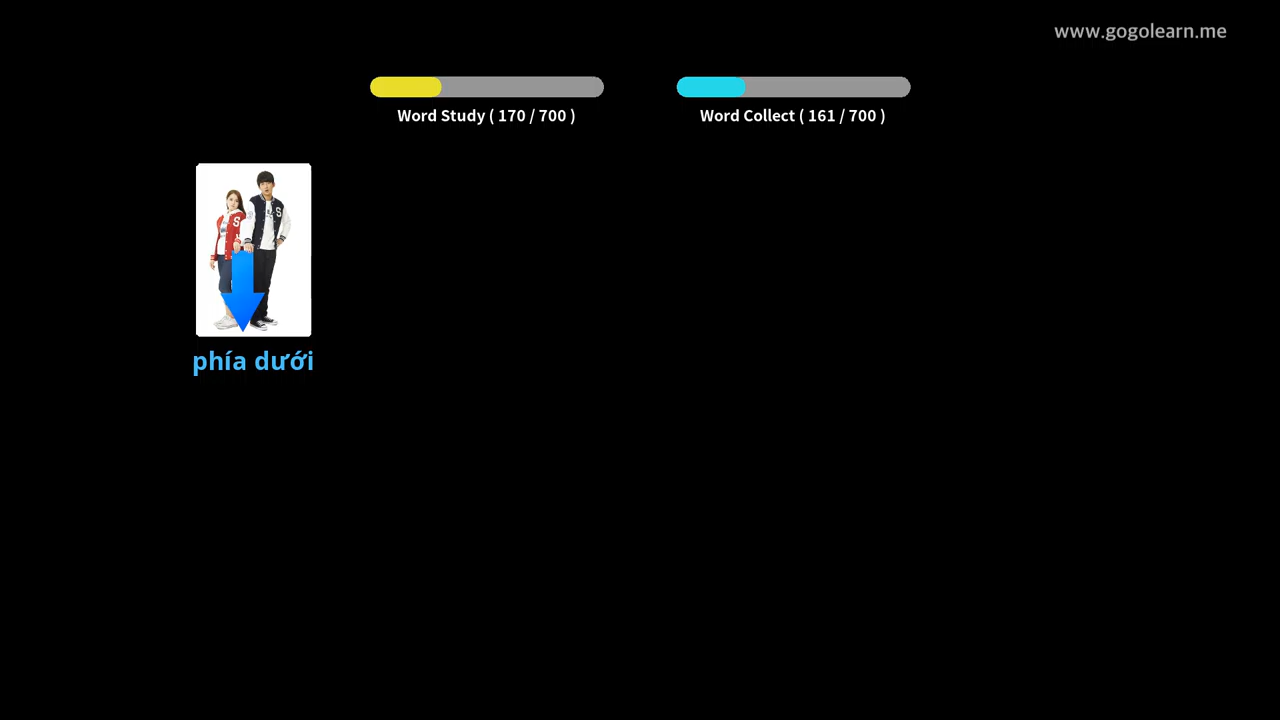 www.gogolearn.me
Word Study ( 170 / 700 )
Word Collect ( 161 / 700 )
S
S
phía dưới